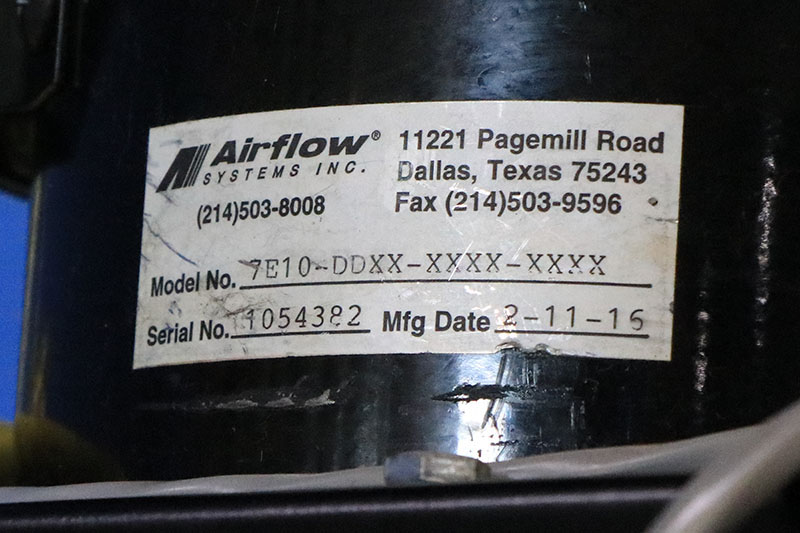 Airflow®
SYSTEMS INC.
(214)503-8008
11221 Pagemill Road
Dallas, Texas 75243
Fax (214)503-9596
Model No. 7E10-DDXX-XXXX-XXXX
Serial No. 1054382 Mfg Date 2-11-16